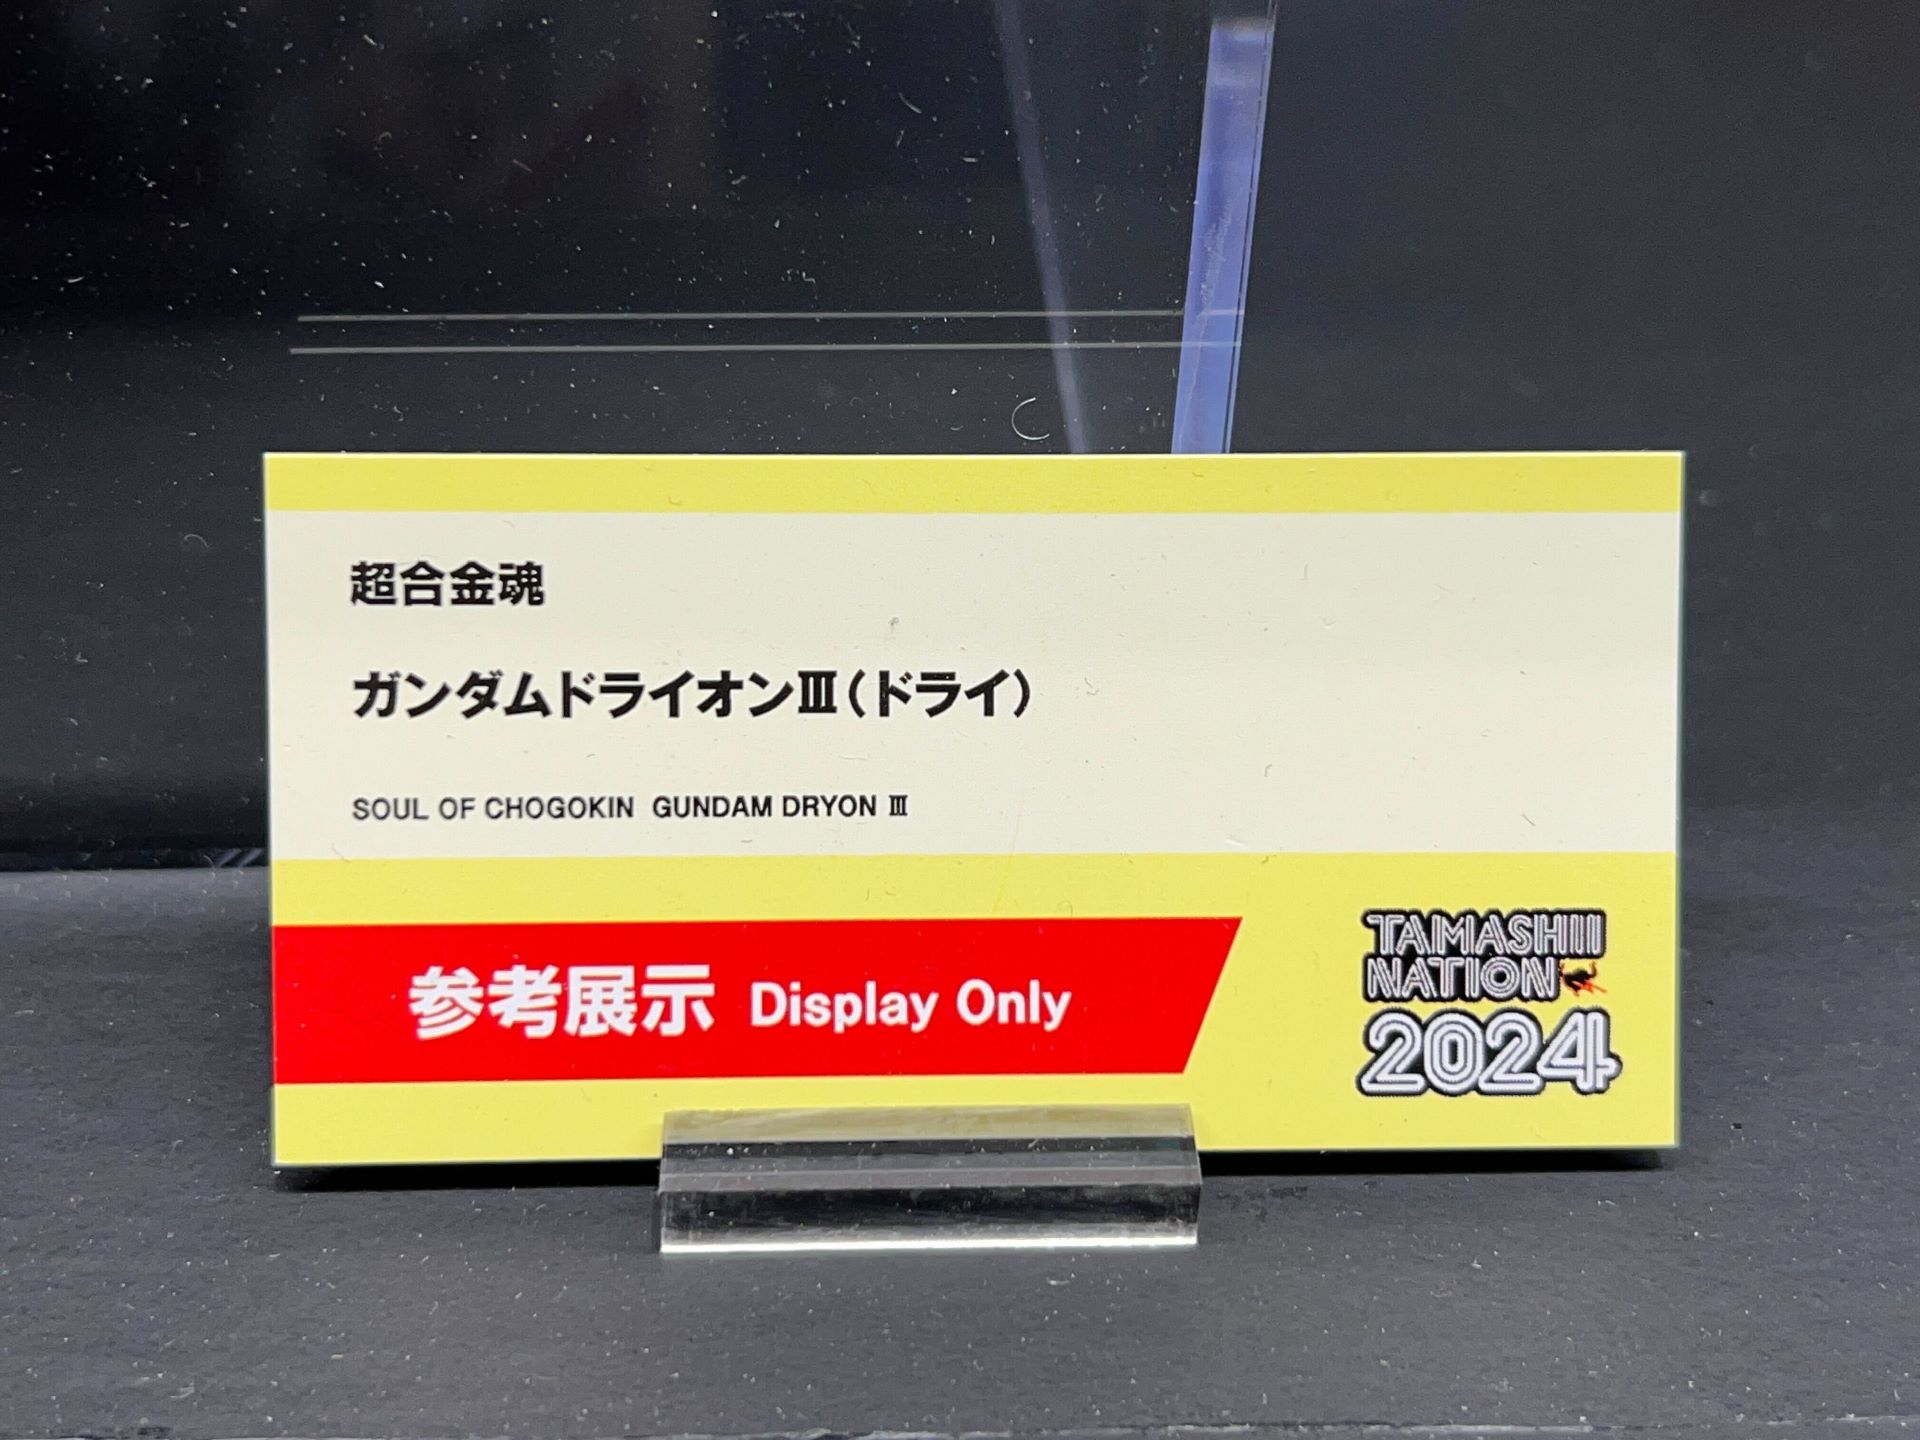 超合金魂
ガンダムドライオンⅢ(ドライ)
SOUL OF CHOGOKIN GUNDAM DRYON Ⅲ
参考展示 Display Only
TAMASHII
NATION
2024